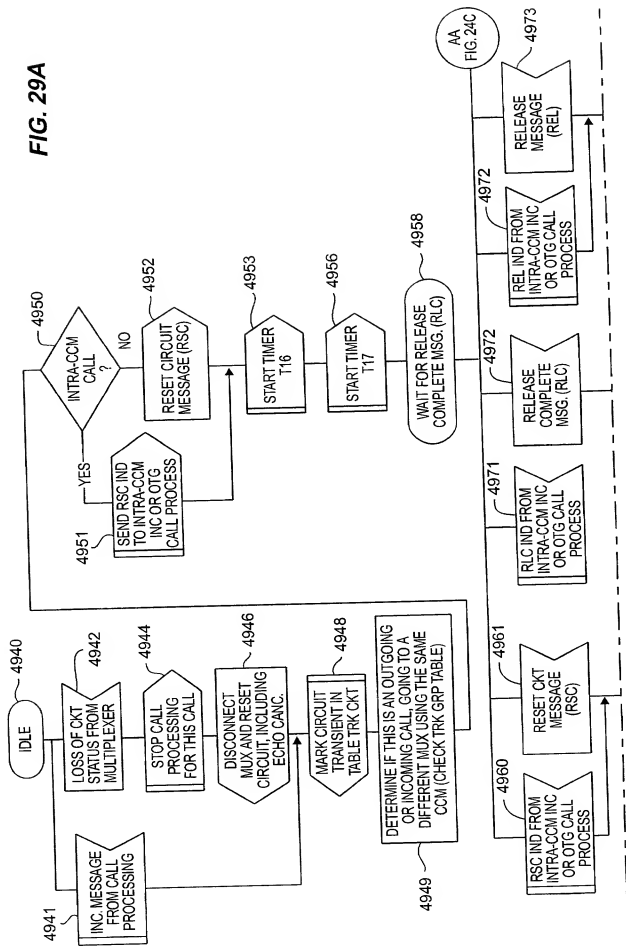 FIG. 29A
4940
IDLE
4941
INC. MESSAGE
FROM CALL
PROCESSING
4942
LOSS OF CKT
STATUS FROM
MULTIPLEXER
4944
STOP CALL
PROCESSING
FOR THIS CALL
4946
DISCONNECT
MUX AND RESET
CIRCUIT, INCLUDING
ECHO CANC.
4948
MARK CIRCUIT
TRANSIENT IN
TABLE TRK CKT
4949
DETERMINE IF THIS IS AN OUTGOING
OR INCOMING CALL, GOING TO A
DIFFERENT MUX USING THE SAME
CCM (CHECK TRK GRP TABLE)
4950
INTRA-CCM
CALL
?
YES
NO
4951
SEND RSC IND
TO INTRA-CCM
INC OR OTG
CALL PROCESS
4952
RESET CIRCUIT
MESSAGE (RSC)
4953
START TIMER
T16
4956
START TIMER
T17
4958
WAIT FOR RELEASE
COMPLETE MSG. (RLC)
AA
FIG. 24C
4960
RSC IND FROM
INTRA-CCM INC
OR OTG CALL
PROCESS
4961
RESET CKT
MESSAGE
(RSC)
4971
RLC IND FROM
INTRA-CCM INC
OR OTG CALL
PROCESS
4972
RELEASE
COMPLETE
MSG. (RLC)
4972
REL IND FROM
INTRA-CCM INC
OR OTG CALL
PROCESS
4973
RELEASE
MESSAGE
(REL)